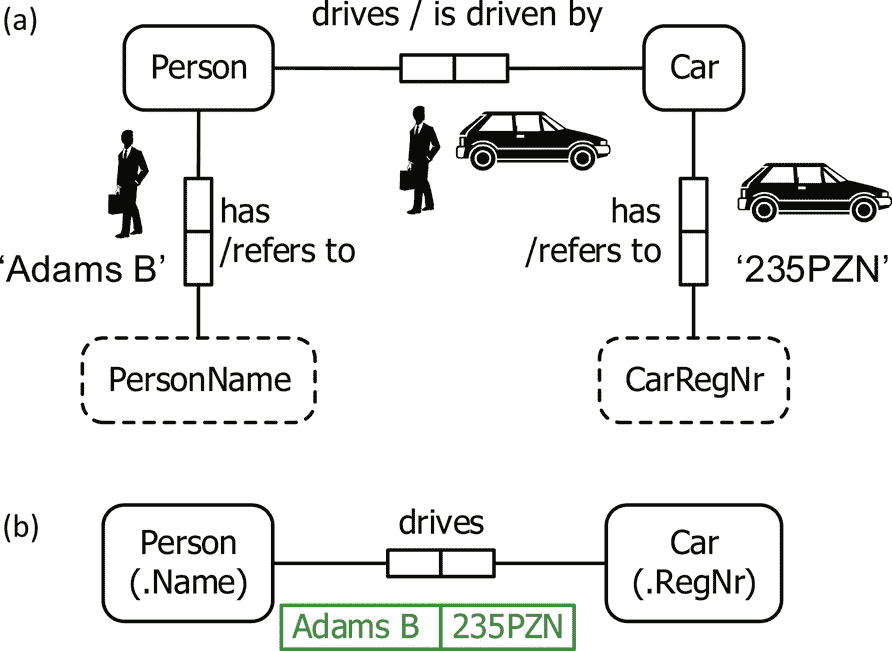 (a)
drives / is driven by
Person
Car
has
/refers to
has
/refers to
‘Adams B’
‘235PZN’
PersonName
CarRegNr
(b)
Person
(.Name)
drives
Car
(.RegNr)
Adams B
235PZN